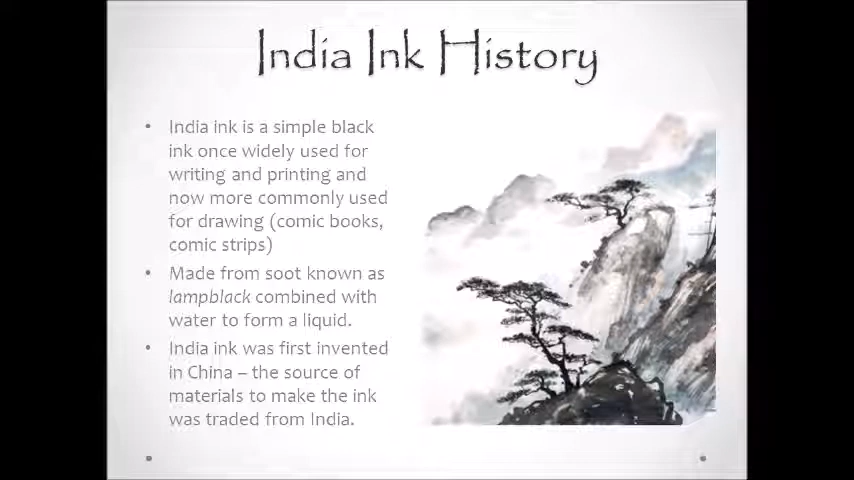 India Ink History
• India ink is a simple black
ink once widely used for
writing and printing and
now more commonly used
for drawing (comic books,
comic strips)
• Made from soot known as
lampblack combined with
water to form a liquid.
• India ink was first invented
in China – the source of
materials to make the ink
was traded from India.